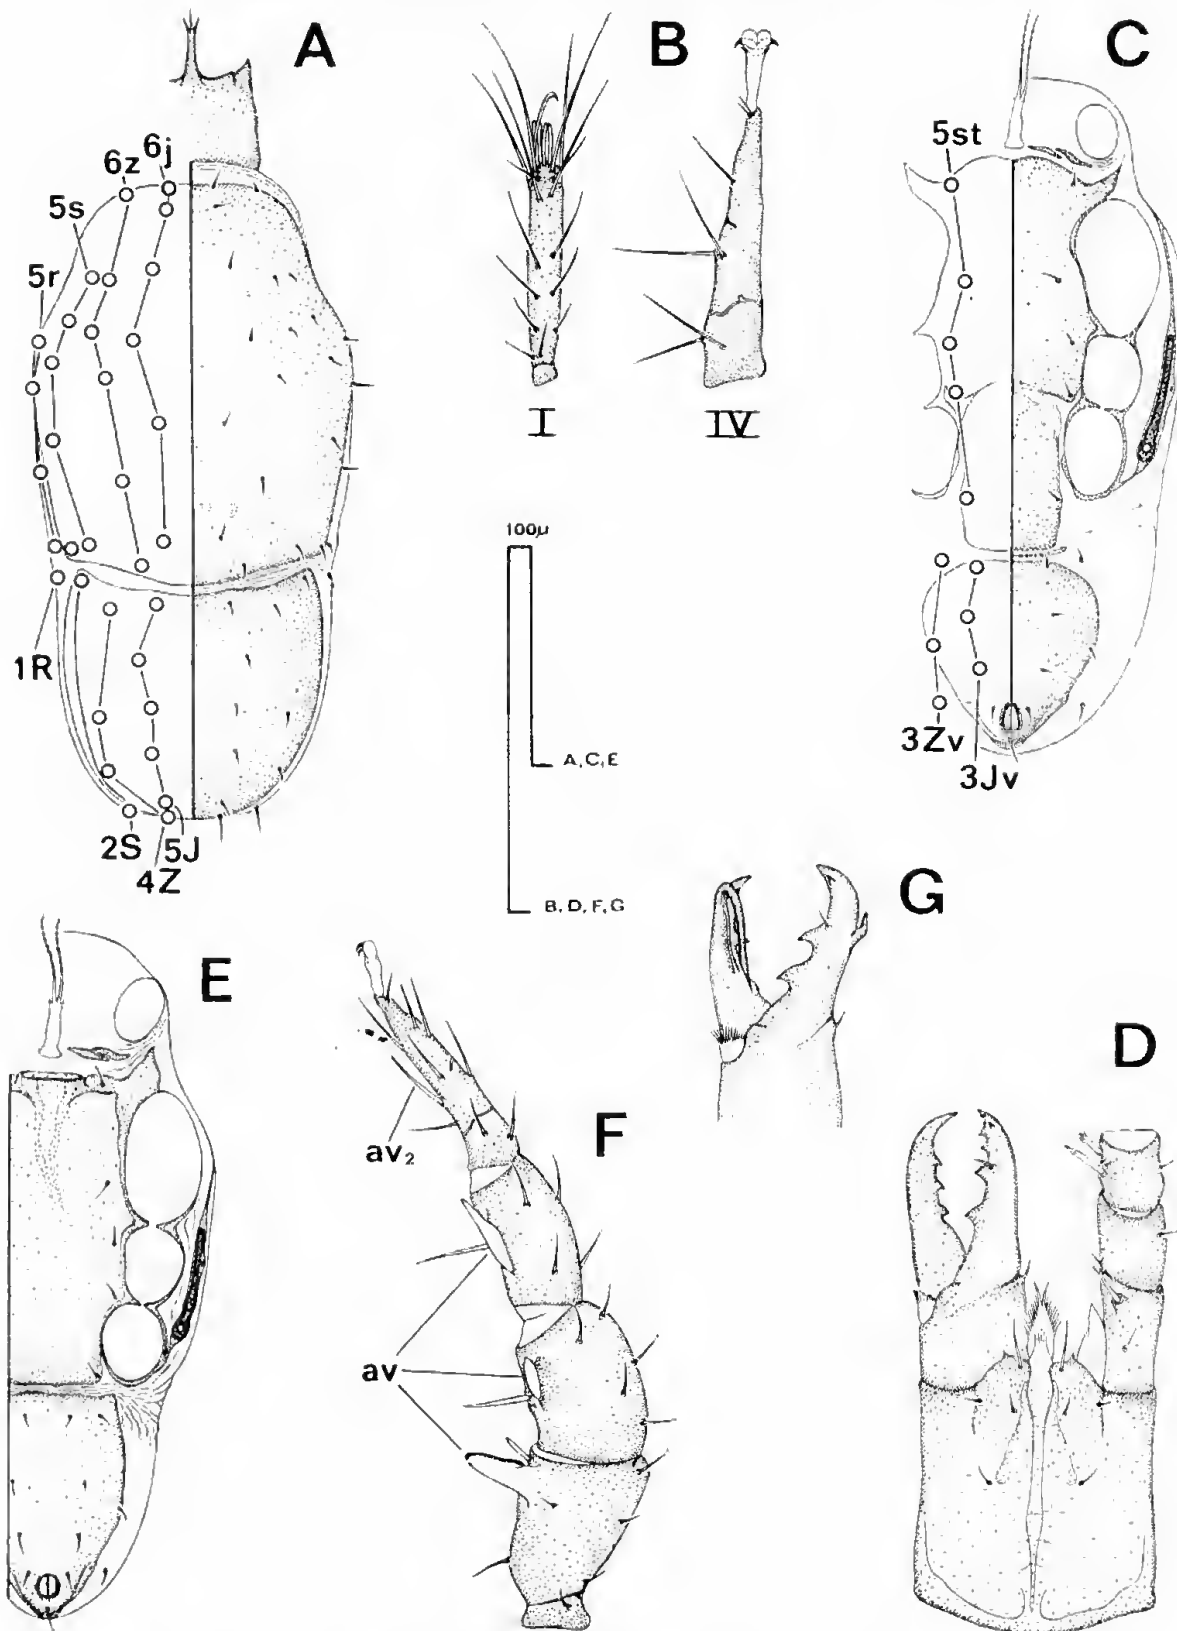 A
B
C
6z 6j
5s
5r
1R
2S 5J
4Z
I
IV
5st
3Zv
3Jv
100µ
A, C, E
B, D, F, G
G
E
D
F
av₂
av